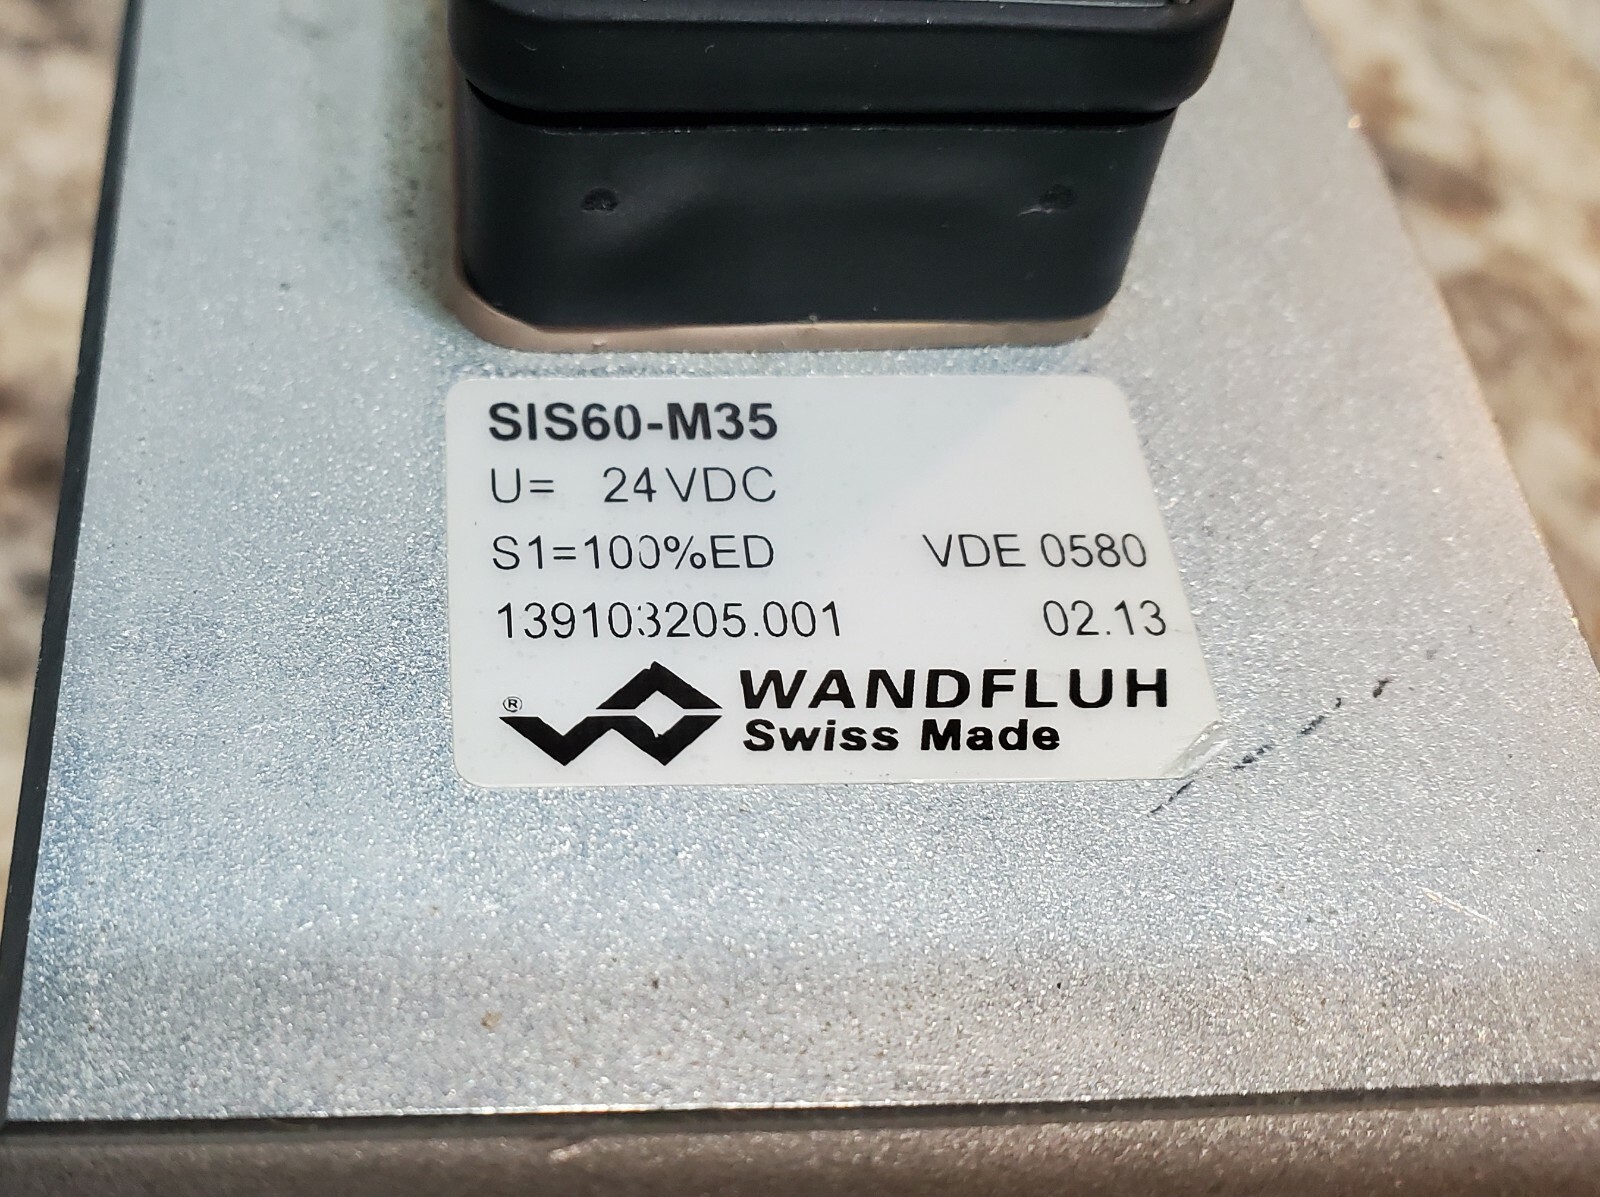 SIS60-M35
U= 24VDC
S1=100%ED VDE 0580
139103205.001 02.13
® WANDFLUH
Swiss Made